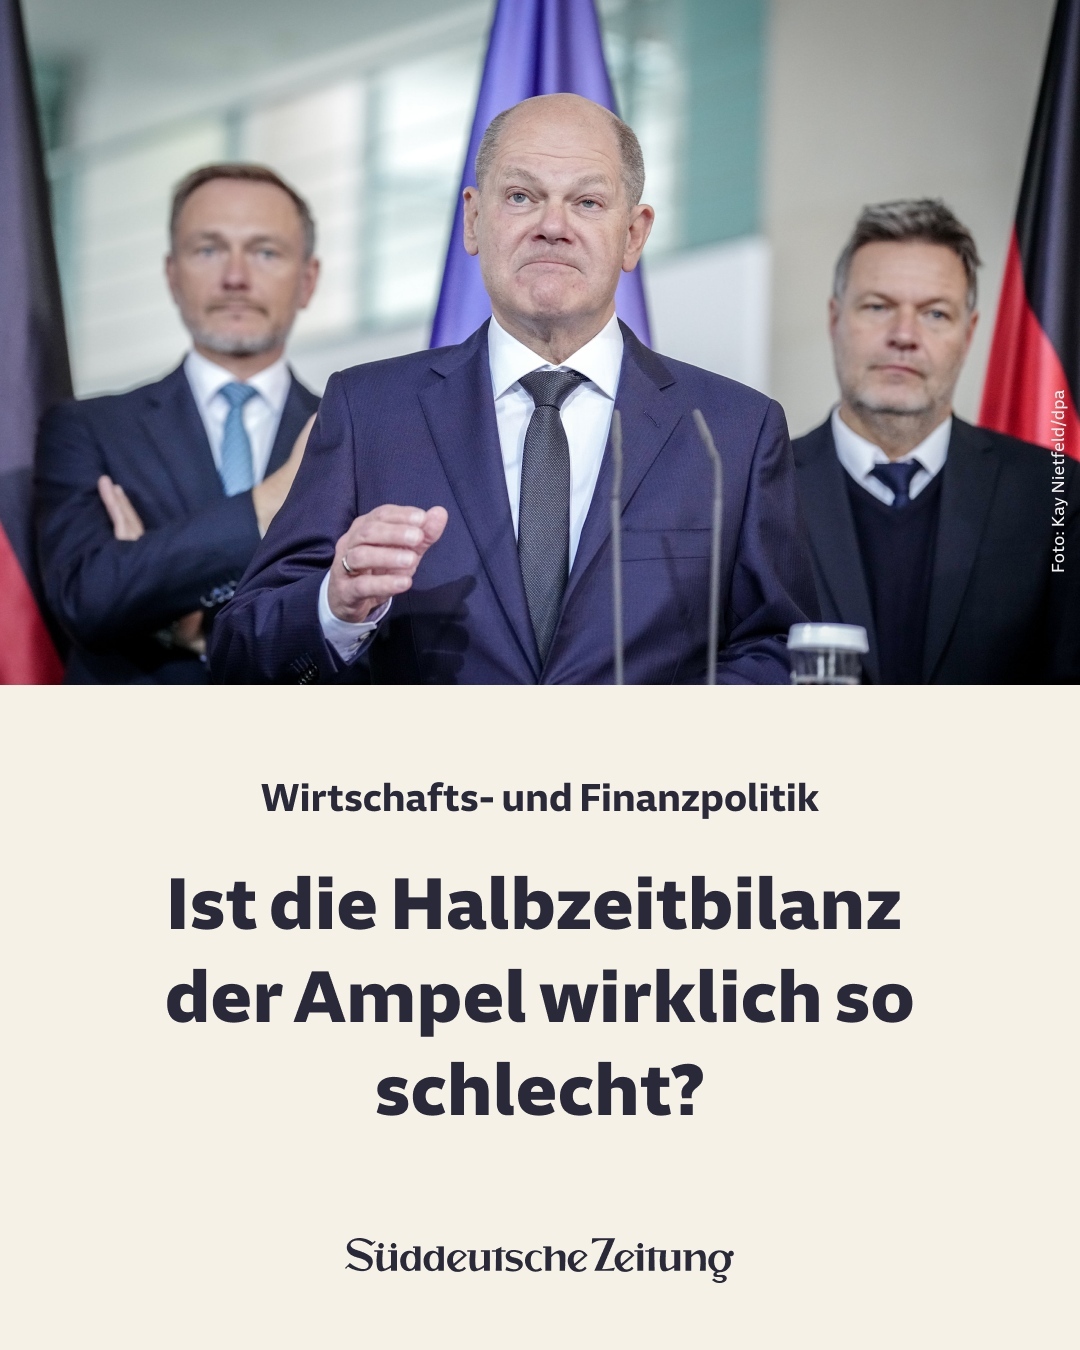 Foto: Kay Nietfeld/dpa
Wirtschafts- und Finanzpolitik
Ist die Halbzeitbilanz
der Ampel wirklich so
schlecht?
Süddeutsche Zeitung